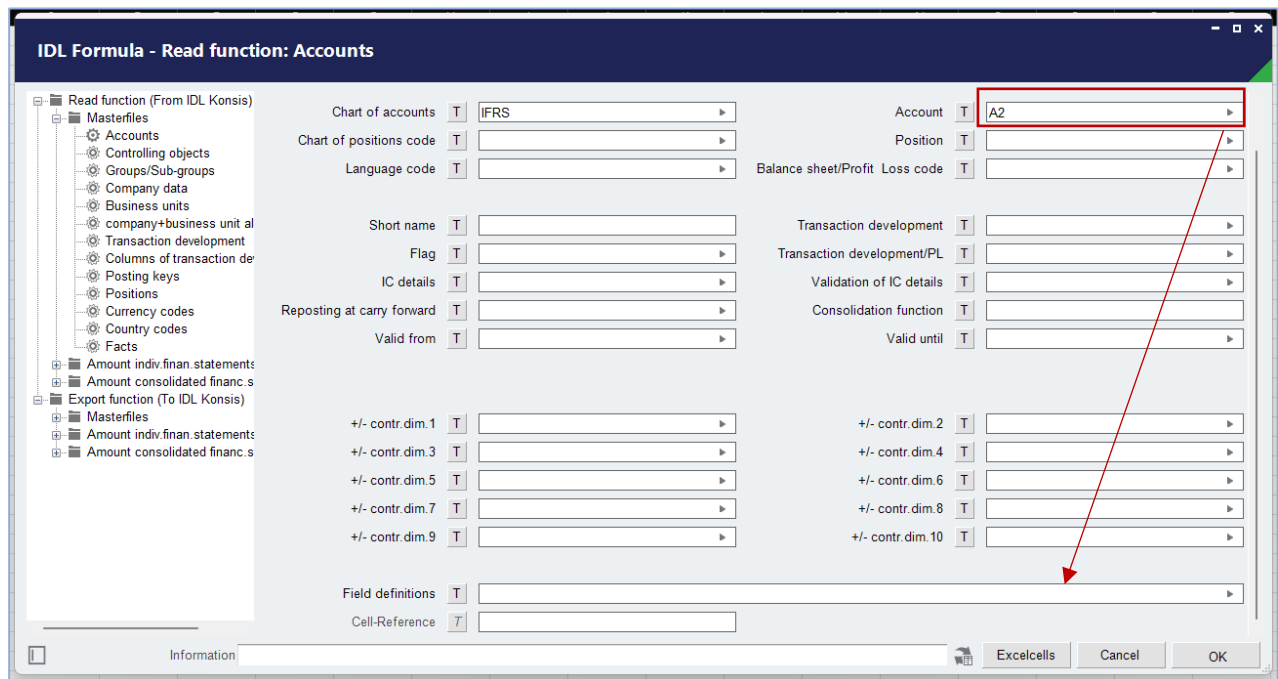 IDL Formula - Read function: Accounts
Read function (From IDL Konsis)
Masterfiles
Accounts
Controlling objects
Groups/Sub-groups
Company data
Business units
company+business unit al
Transaction development
Columns of transaction de
Posting keys
Positions
Currency codes
Country codes
Facts
Amount indiv.finan.statements
Amount consolidated financ.s
Export function (To IDL Konsis)
Masterfiles
Amount indiv.finan.statements
Amount consolidated financ.s
Chart of accounts T IFRS Account T A2
Chart of positions code T Position T
Language code T Balance sheet/Profit Loss code T
Short name T Transaction development T
Flag T Transaction development/PL T
IC details T Validation of IC details T
Reposting at carry forward T Consolidation function T
Valid from T Valid until T
+/- contr.dim.1 T +/- contr.dim.2 T
+/- contr.dim.3 T +/- contr.dim.4 T
+/- contr.dim.5 T +/- contr.dim.6 T
+/- contr.dim.7 T +/- contr.dim.8 T
+/- contr.dim.9 T +/- contr.dim.10 T
Field definitions T
Cell-Reference T
Information Excelcells Cancel OK